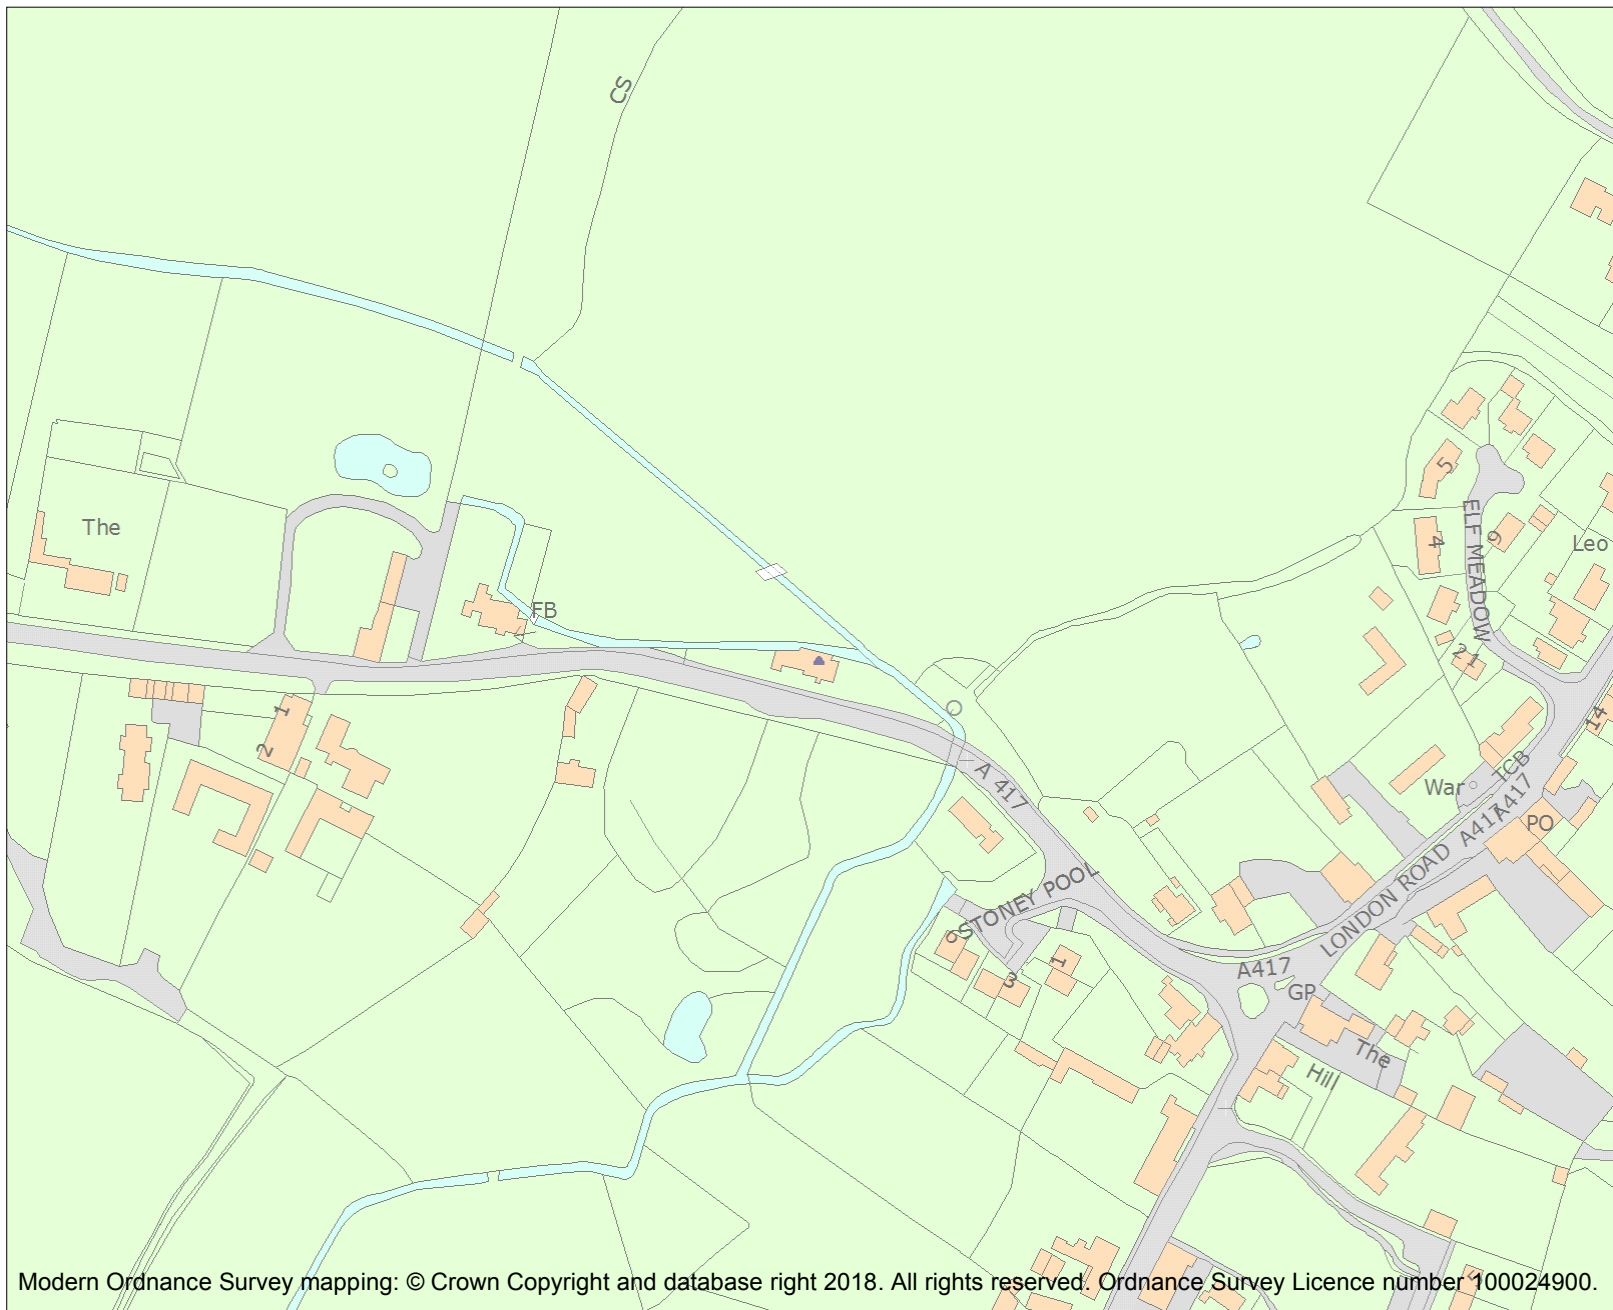 CS
The
FB
1
2
5
4
ELF MEADOW
9
Leo
21
14
TCB
War
A417
A417
PO
A 417
LONDON ROAD
STONEY POOL
9
3
1
A417
GP
The
Hill
5
Modern Ordnance Survey mapping: © Crown Copyright and database right 2018. All rights reserved. Ordnance Survey Licence number 100024900.